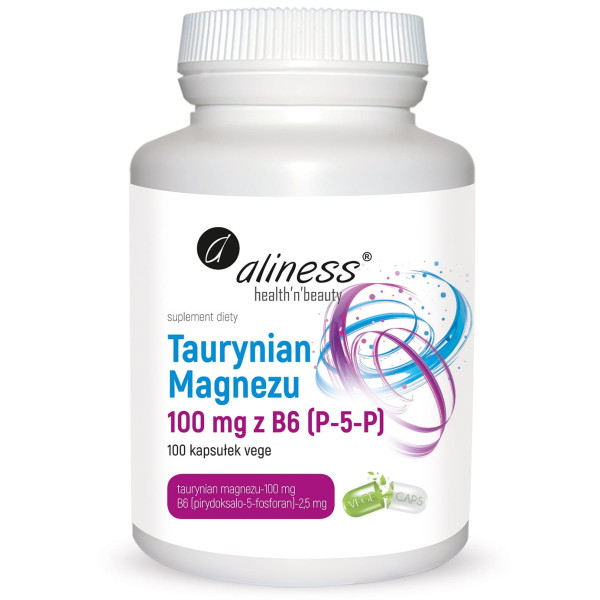 a aliness®
health'n'beauty
suplement diety
Taurynian
Magnezu
100 mg z B6 (P-5-P)
100 kapsułek vege
taurynian magnezu-100 mg
B6 (pirydoksalo-5-fosforan)-2,5 mg
VEGE CAPS